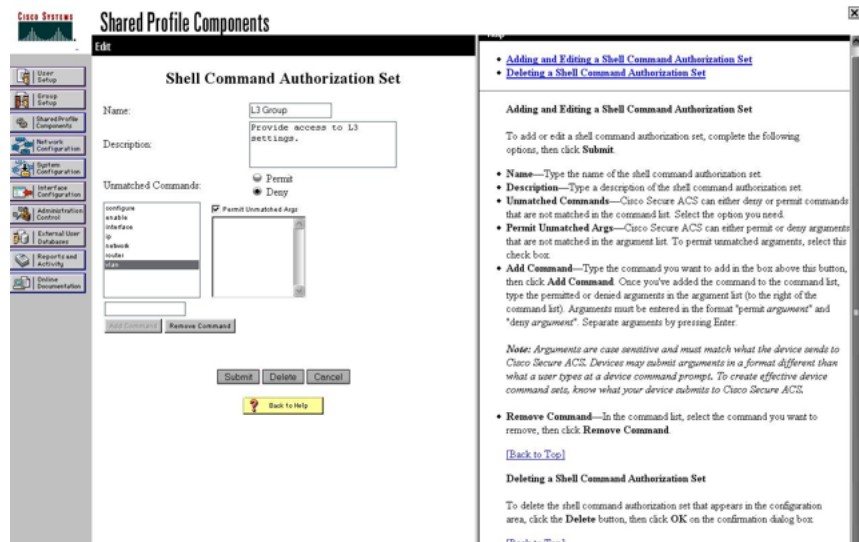 CISCO SYSTEMS
Shared Profile Components
Edit
User
Setup
Group
Setup
Shared Profile
Components
Network
Configuration
System
Configuration
Interface
Configuration
Administration
Control
External User
Databases
Reports and
Activity
Online
Documentation
Shell Command Authorization Set
Name:
L3 Group
Description:
Provide access to L3
settings.
Unmatched Commands:
Permit
Deny
configure
enable
interface
ip
network
router
vlan
Permit Unmatched Args
Add Command
Remove Command
Submit
Delete
Cancel
Back to Help
Help
• Adding and Editing a Shell Command Authorization Set
• Deleting a Shell Command Authorization Set
Adding and Editing a Shell Command Authorization Set
To add or edit a shell command authorization set, complete the following
options, then click Submit.
• Name—Type the name of the shell command authorization set.
• Description—Type a description of the shell command authorization set.
• Unmatched Commands—Cisco Secure ACS can either deny or permit commands
that are not matched in the command list. Select the option you need.
• Permit Unmatched Args—Cisco Secure ACS can either permit or deny arguments
that are not matched in the argument list. To permit unmatched arguments, select this
check box.
• Add Command—Type the command you want to add in the box above this button,
then click Add Command. Once you've added the command to the command list,
type the permitted or denied arguments in the argument list (to the right of the
command list). Arguments must be entered in the format "permit argument" and
"deny argument". Separate arguments by pressing Enter.
Note: Arguments are case sensitive and must match what the device sends to
Cisco Secure ACS. Devices may submit arguments in a format different than
what a user types at a device command prompt. To create effective device
command sets, know what your device submits to Cisco Secure ACS.
• Remove Command—In the command list, select the command you want to
remove, then click Remove Command.
[Back to Top]
Deleting a Shell Command Authorization Set
To delete the shell command authorization set that appears in the configuration
area, click the Delete button, then click OK on the confirmation dialog box.
[Back to Top]